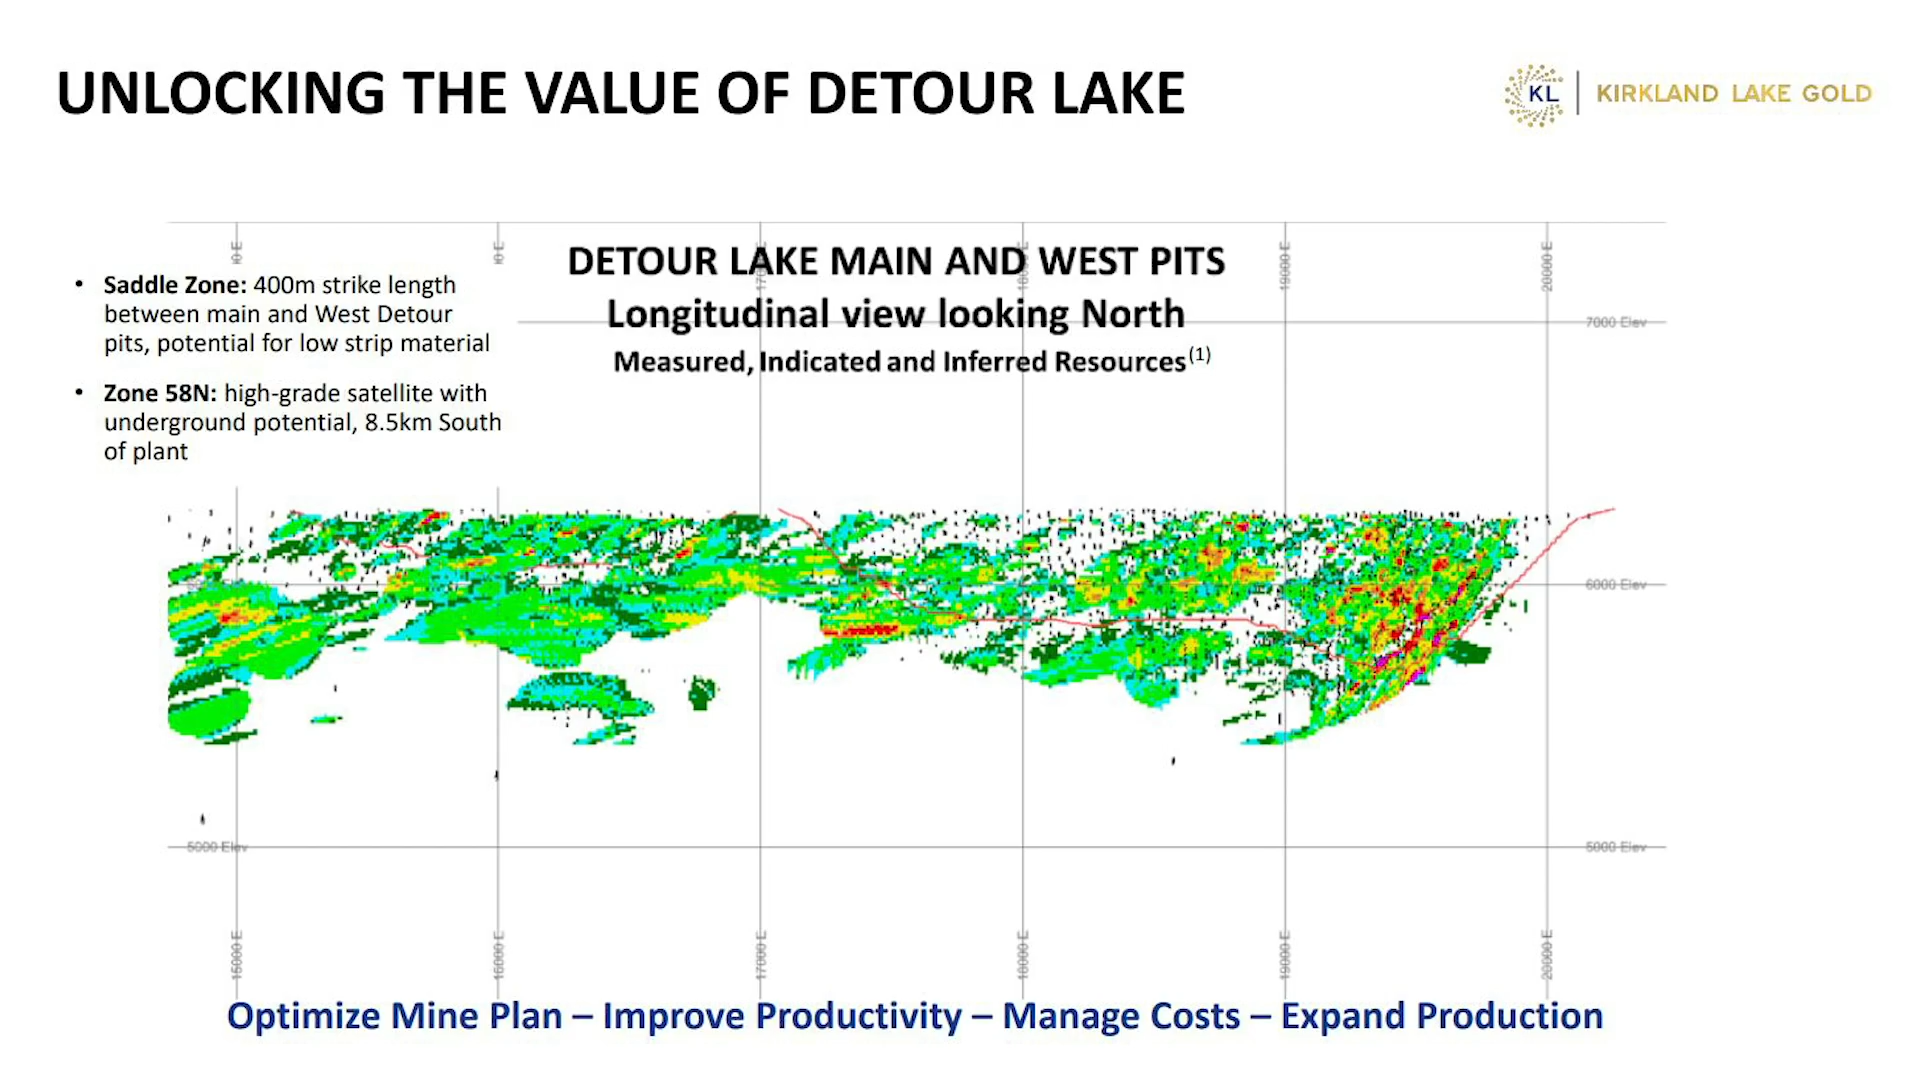 UNLOCKING THE VALUE OF DETOUR LAKE
KL | KIRKLAND LAKE GOLD
• Saddle Zone: 400m strike length
between main and West Detour
pits, potential for low strip material
• Zone 58N: high-grade satellite with
underground potential, 8.5km South
of plant
DETOUR LAKE MAIN AND WEST PITS
Longitudinal view looking North
Measured, Indicated and Inferred Resources(1)
19000 E
20000 E
7000 Elev
6000 Elev
5000 Elev
5000 Elev
15000 E
16000 E
17000 E
18000 E
19000 E
20000 E
Optimize Mine Plan – Improve Productivity – Manage Costs – Expand Production